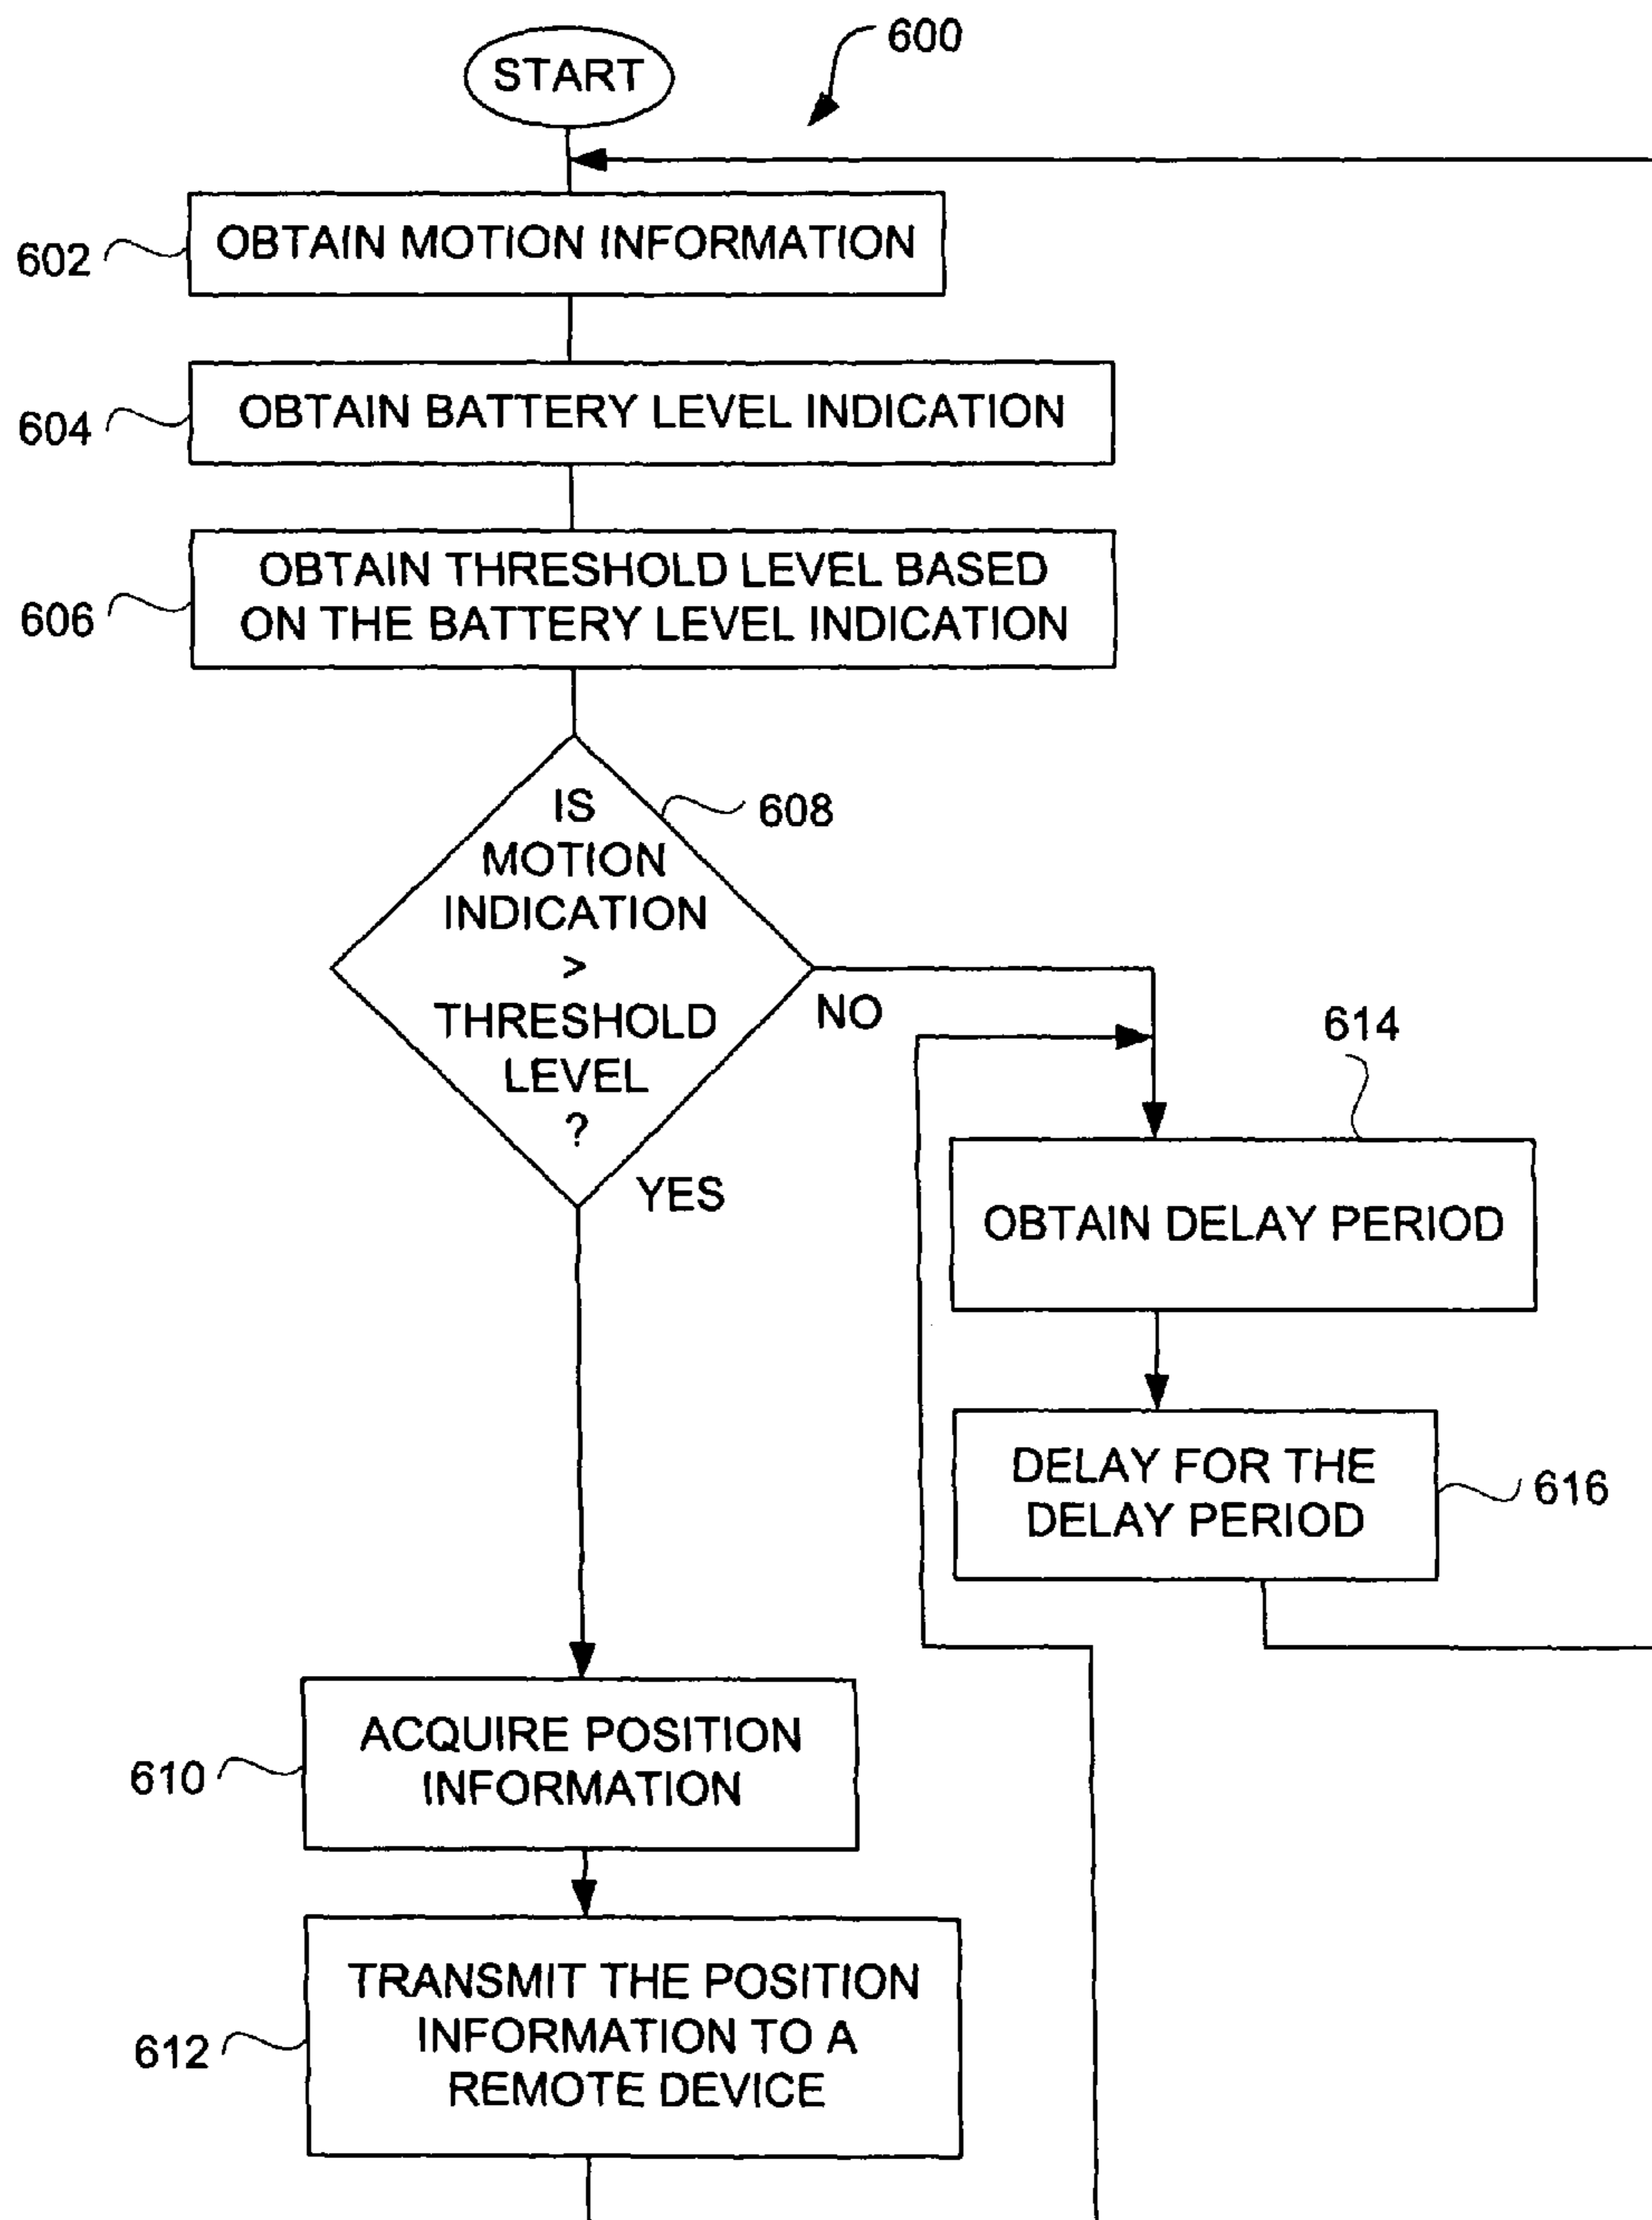 START
600
602
OBTAIN MOTION INFORMATION
604
OBTAIN BATTERY LEVEL INDICATION
606
OBTAIN THRESHOLD LEVEL BASED
ON THE BATTERY LEVEL INDICATION
608
IS
MOTION
INDICATION
>
THRESHOLD
LEVEL
?
NO
YES
614
OBTAIN DELAY PERIOD
DELAY FOR THE
DELAY PERIOD
616
610
ACQUIRE POSITION
INFORMATION
612
TRANSMIT THE POSITION
INFORMATION TO A
REMOTE DEVICE